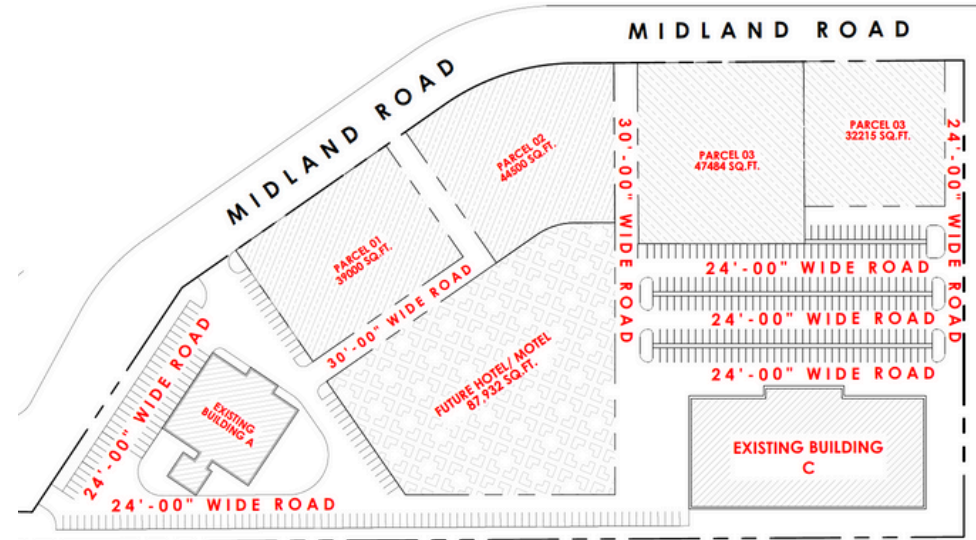 MIDLAND ROAD
MIDLAND ROAD
PARCEL 02
44500 SQ.FT.
30'-00" WIDE ROAD
PARCEL 03
47484 SQ.FT.
PARCEL 03
32215 SQ.FT.
24'-00" WIDE ROAD
PARCEL 01
39000 SQ.FT.
30'-00" WIDE ROAD
24'-00" WIDE ROAD
24'-00" WIDE ROAD
24'-00" WIDE ROAD
24'-00" WIDE ROAD
FUTURE HOTEL/ MOTEL
87,932 SQ.FT.
EXISTING
BUILDING A
EXISTING BUILDING
C
24'-00" WIDE ROAD